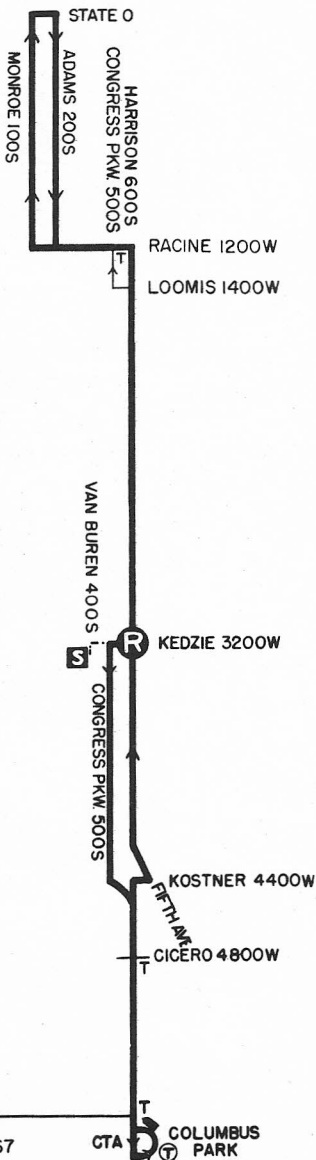 STATE 0
MONROE 100S
ADAMS 200S
HARRISON 600S
CONGRESS PKW. 500S
RACINE 1200W
T
LOOMIS 1400W
VAN BUREN 400S
S
R
KEDZIE 3200W
CONGRESS PKW. 500S
KOSTNER 4400W
FIFTH AVE
CICERO 4800W
T
T
CTA
COLUMBUS
PARK
T
67